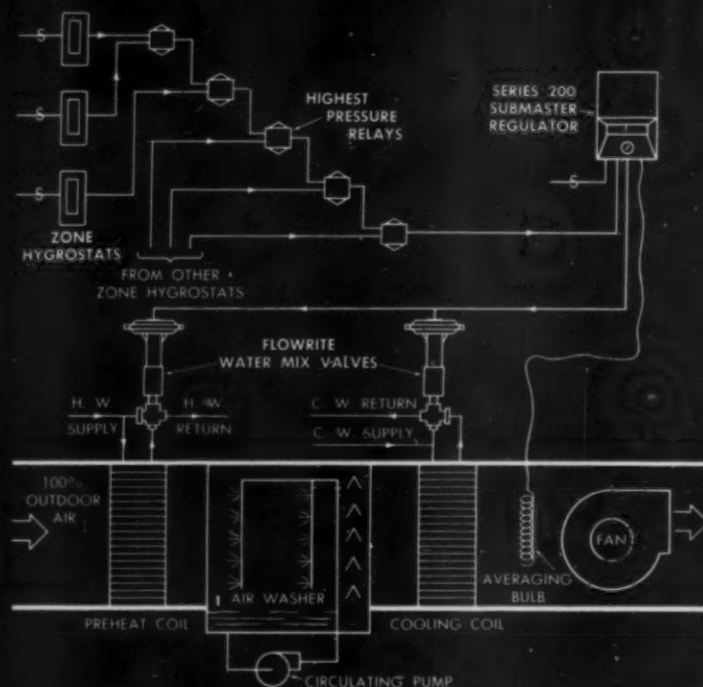 S
S
S
ZONE
HYGROSTATS
HIGHEST
PRESSURE
RELAYS
SERIES 200
SUBMASTER
REGULATOR
S
FROM OTHER
ZONE HYGROSTATS
FLOWRITE
WATER MIX VALVES
H. W.
SUPPLY
H. W.
RETURN
C. W. RETURN
C. W. SUPPLY
100%
OUTDOOR
AIR
AIR WASHER
FAN
AVERAGING
BULB
PREHEAT COIL
COOLING COIL
CIRCULATING PUMP